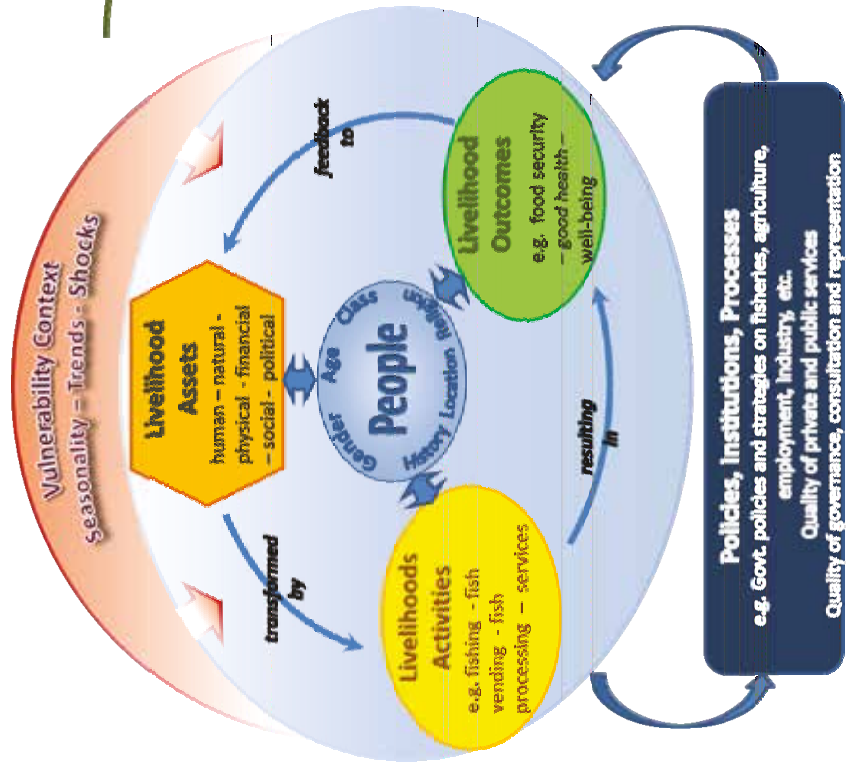 Vulnerability Context
Seasonality – Trends - Shocks
Livelihood
Assets
human – natural -
physical - financial
– social - political
feedback
to
transformed
by
Gender Age Class
People
History Location Religion
Livelihoods
Activities
e.g. fishing - fish
vending - fish
processing – services
Livelihood
Outcomes
e.g. food security
– good health –
well-being
resulting
in
Policies, Institutions, Processes
e.g. Govt. policies and strategies on fisheries, agriculture,
employment, industry, etc.
Quality of private and public services
Quality of governance, consultation and representation